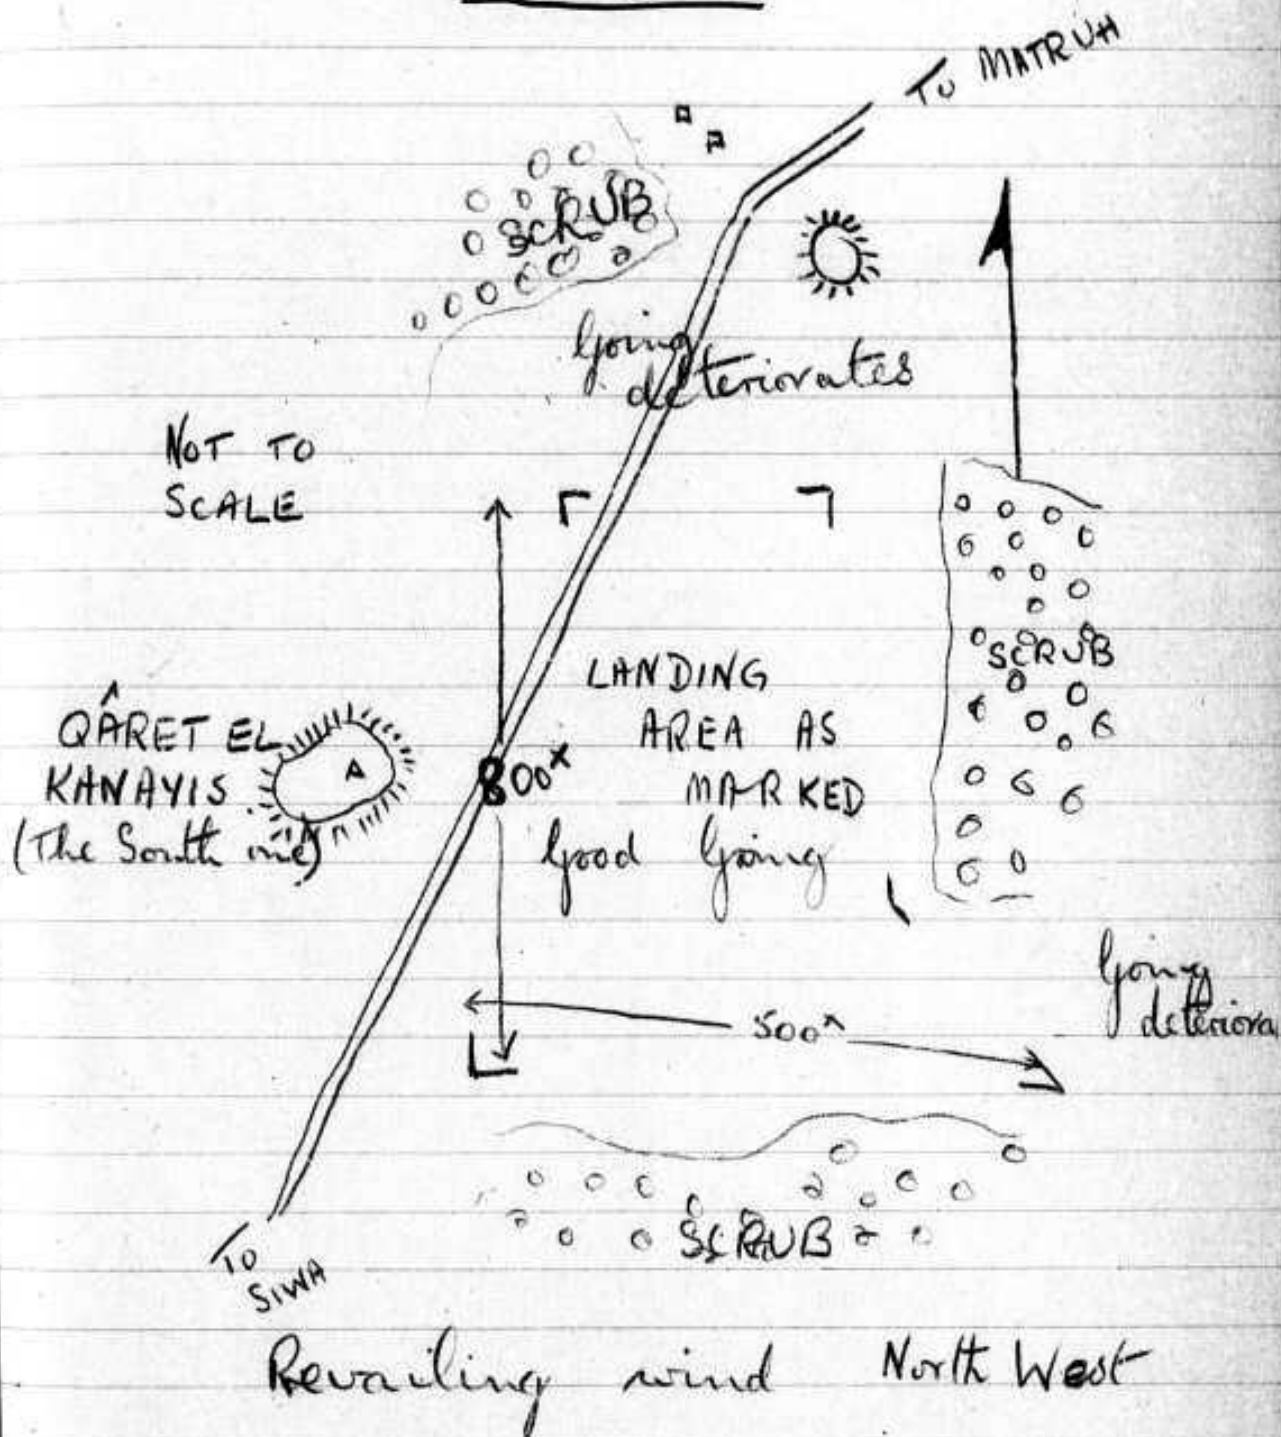 TO MATRUH
SCRUB
Going
deteriorates
NOT TO
SCALE
SCRUB
LANDING
AREA AS
MARKED
QÂRET EL
KANAYIS
(The South one)
800x
Good Going
Going
deteriora
500x
SCRUB
TO
SIWA
Prevailing wind North West